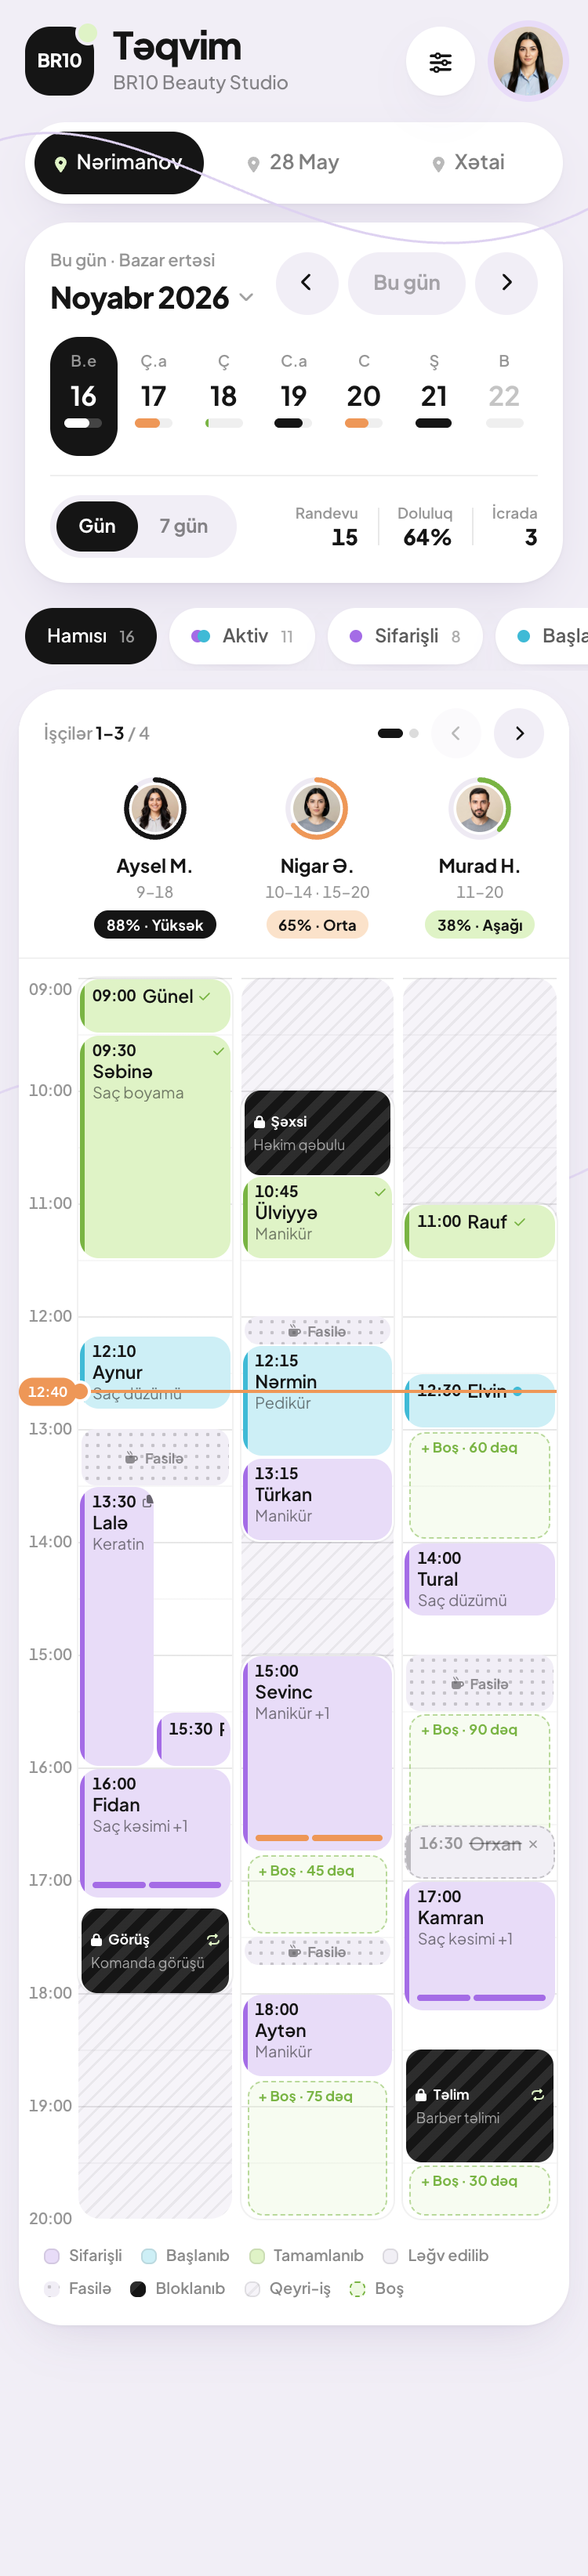 BR10
Təqvim
BR10 Beauty Studio
Nərimanov
28 May
Xətai
Bu gün · Bazar ertəsi
Noyabr 2026
Bu gün
B.e Ç.a Ç C.a C Ş B
16 17 18 19 20 21 22
Gün
7 gün
Randevu Doluluq İcrada
15 64% 3
Hamısı 16
Aktiv 11
Sifarişli 8
İşçilər 1–3 / 4
Aysel M. Nigar Ə. Murad H.
9–18 10–14 · 15–20 11–20
88% · Yüksək 65% · Orta 38% · Aşağı
09:00
09:00 Günel
09:30
Səbinə
Saç boyama
10:00
Şəxsi
Həkim qəbulu
10:45
Ülviyyə
Manikür
11:00
11:00 Rauf
12:00
Fasilə
12:10
Aynur
Saç düzümü
12:15
Nərmin
Pedikür
12:40
12:30 Elvin
13:00
+ Boş · 60 dəq
Fasilə
13:15
Türkan
Manikür
13:30
Lalə
Keratin
14:00
14:00
Tural
Saç düzümü
15:00
15:00
Sevinc
Manikür +1
Fasilə
15:30
+ Boş · 90 dəq
16:00
16:00
Fidan
Saç kəsimi +1
16:30 Orxan
17:00
+ Boş · 45 dəq
17:00
Kamran
Saç kəsimi +1
Görüş
Komanda görüşü
Fasilə
18:00
18:00
Aytən
Manikür
Təlim
Barber təlimi
19:00
+ Boş · 75 dəq
+ Boş · 30 dəq
20:00
Sifarişli Başlanıb Tamamlanıb Ləğv edilib
Fasilə Bloklanıb Qeyri-iş Boş